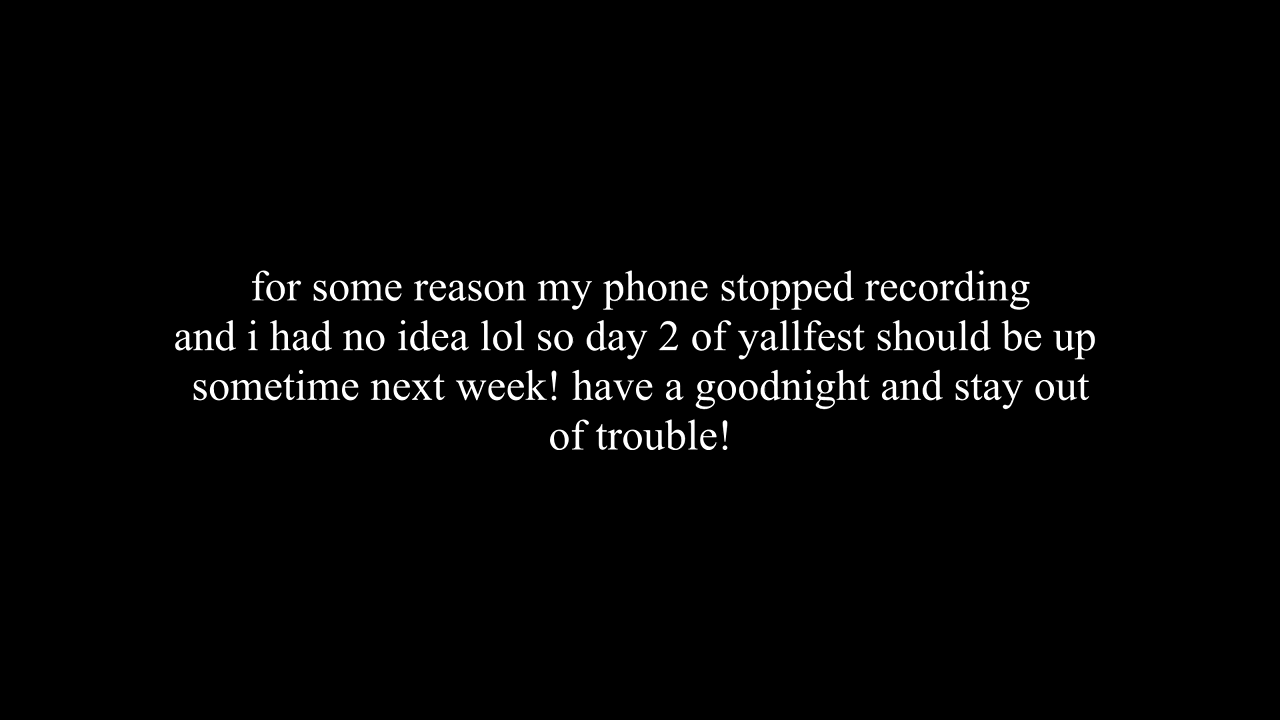 for some reason my phone stopped recording
and i had no idea lol so day 2 of yallfest should be up
sometime next week! have a goodnight and stay out
of trouble!